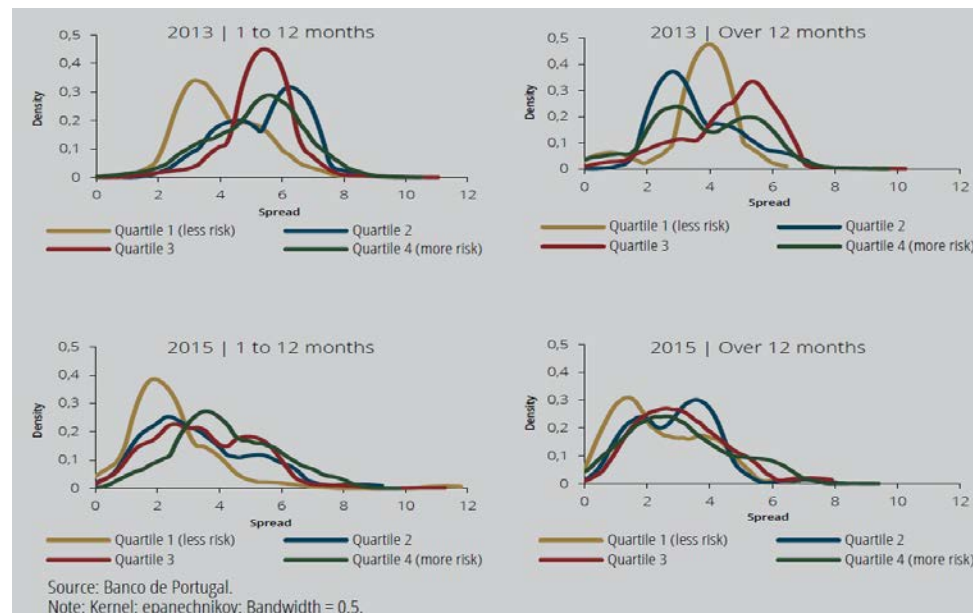 2013 | 1 to 12 months
0,5
0,4
0,3
0,2
0,1
0
Density
0 2 4 6 8 10 12
Spread
Quartile 1 (less risk) Quartile 2
Quartile 3 Quartile 4 (more risk)
2013 | Over 12 months
0,5
0,4
0,3
0,2
0,1
0
Density
0 2 4 6 8 10 12
Spread
Quartile 1 (less risk) Quartile 2
Quartile 3 Quartile 4 (more risk)
2015 | 1 to 12 months
0,5
0,4
0,3
0,2
0,1
0
Density
0 2 4 6 8 10 12
Spread
Quartile 1 (less risk) Quartile 2
Quartile 3 Quartile 4 (more risk)
2015 | Over 12 months
0,5
0,4
0,3
0,2
0,1
0
Density
0 2 4 6 8 10 12
Spread
Quartile 1 (less risk) Quartile 2
Quartile 3 Quartile 4 (more risk)
Source: Banco de Portugal.
Note: Kernel: epanechnikov; Bandwidth = 0.5.